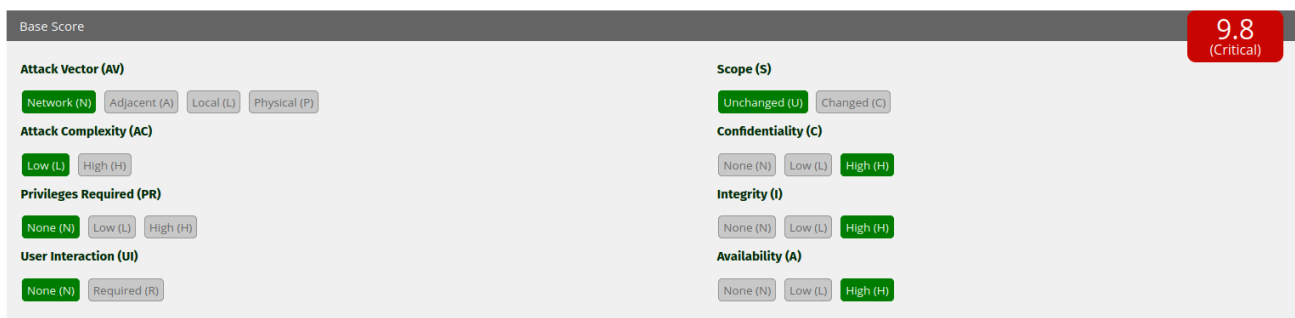 Base Score
9.8
(Critical)
Attack Vector (AV)
Network (N) Adjacent (A) Local (L) Physical (P)
Attack Complexity (AC)
Low (L) High (H)
Privileges Required (PR)
None (N) Low (L) High (H)
User Interaction (UI)
None (N) Required (R)
Scope (S)
Unchanged (U) Changed (C)
Confidentiality (C)
None (N) Low (L) High (H)
Integrity (I)
None (N) Low (L) High (H)
Availability (A)
None (N) Low (L) High (H)